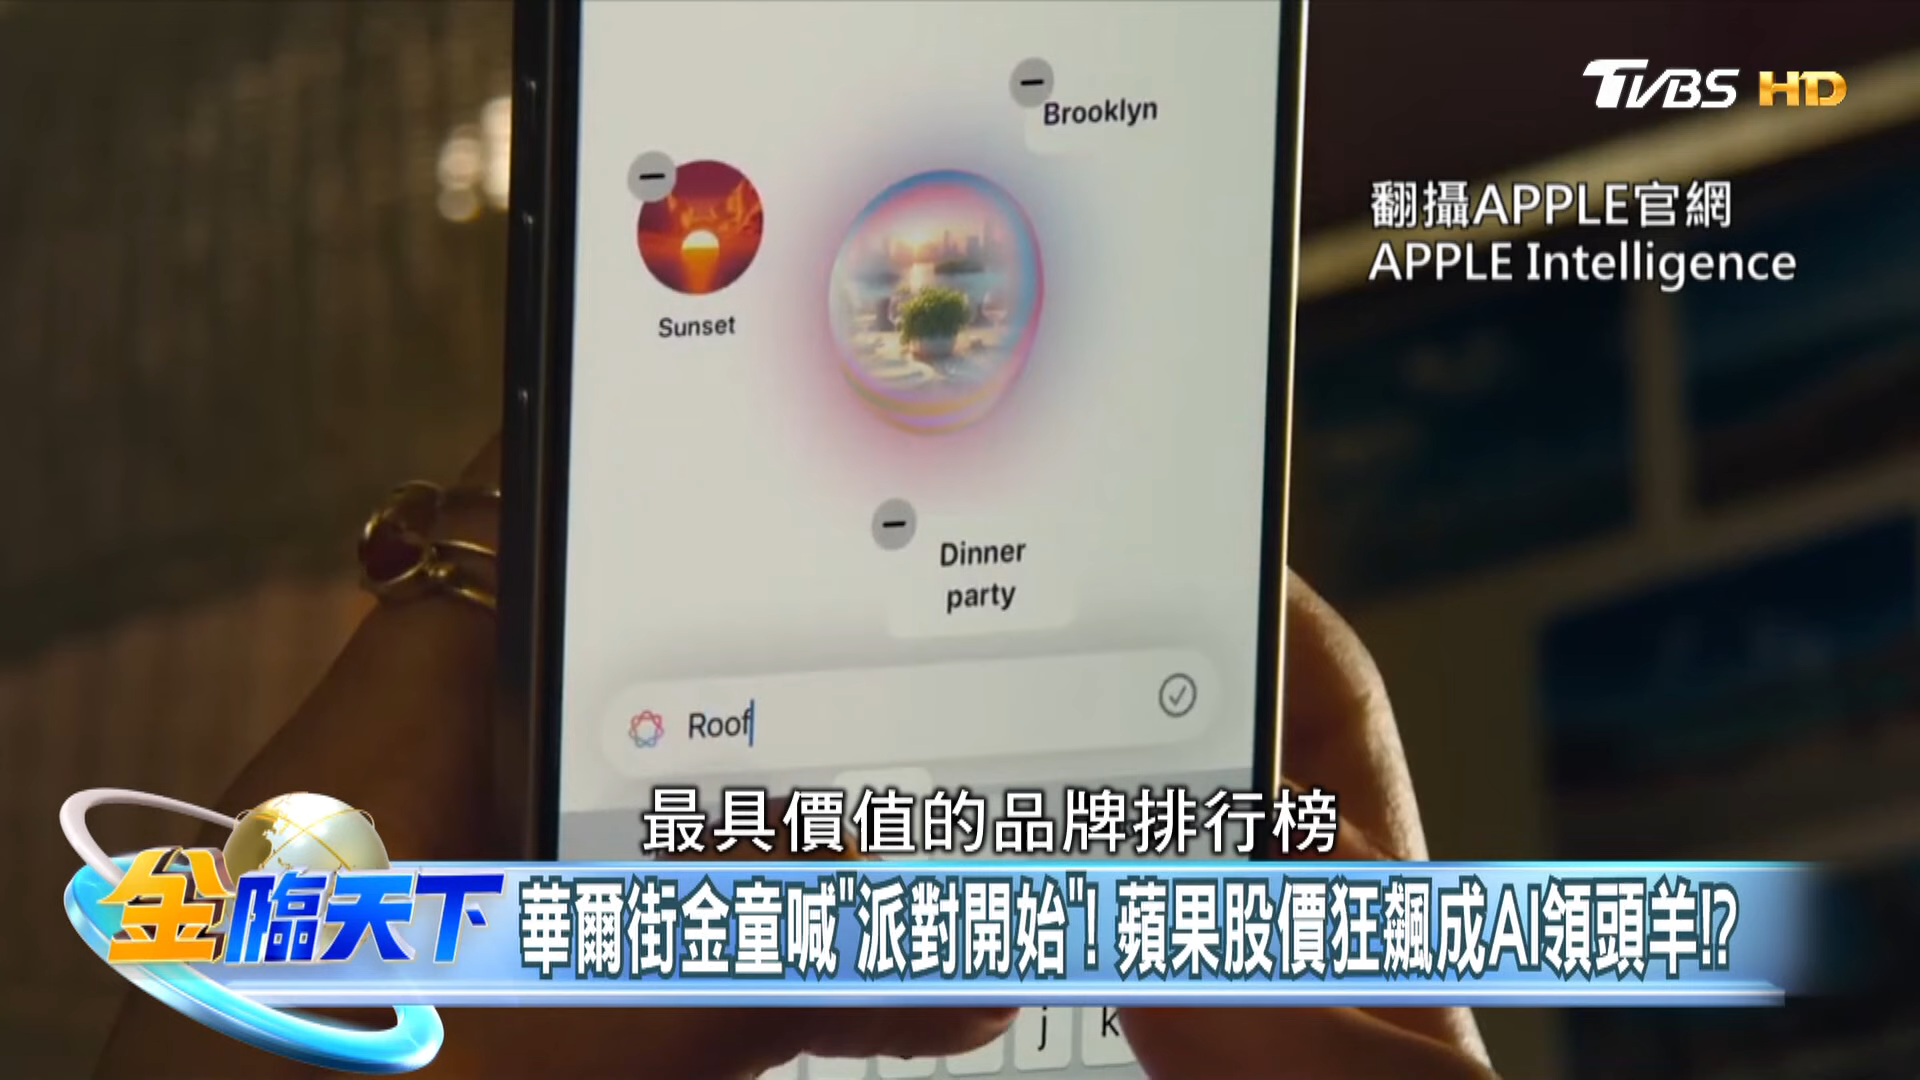 TVBS HD
Brooklyn
翻攝APPLE官網
APPLE Intelligence
Sunset
Dinner
party
Roof
最具價值的品牌排行榜
金臨天下
華爾街金童喊"派對開始"! 蘋果股價狂飆成AI領頭羊!?
j k